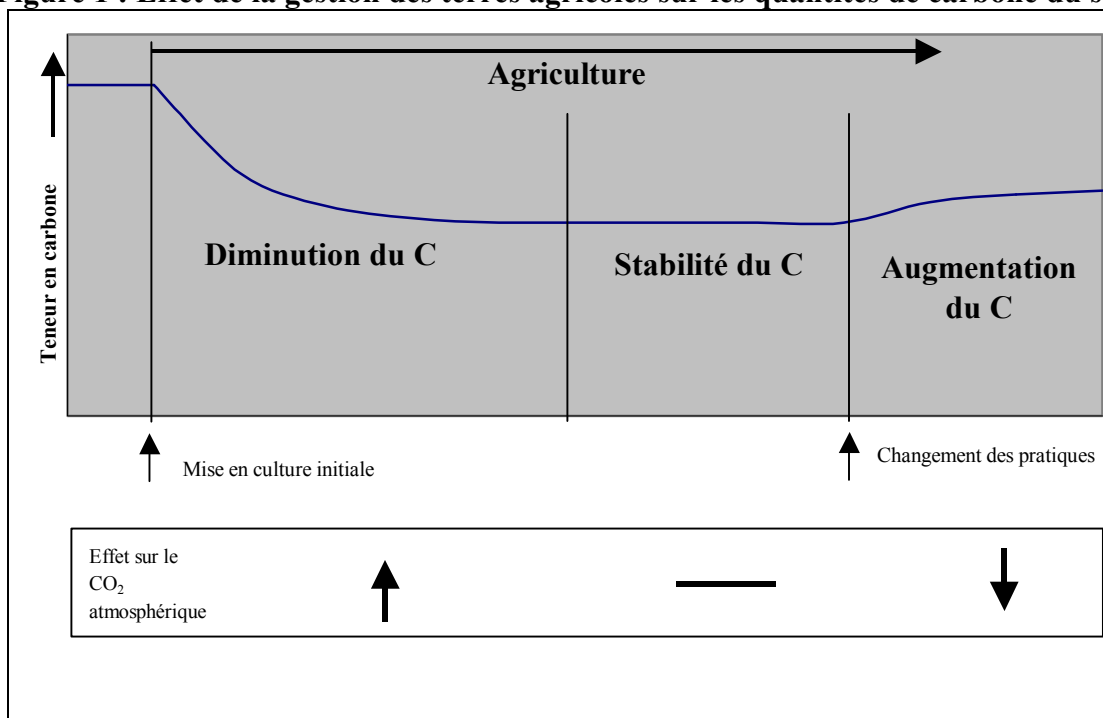 Figure 1 : Effet de la gestion des terres agricoles sur les quantités de carbone du s
Agriculture
Teneur en carbone
Diminution du C
Stabilité du C
Augmentation
du C
Mise en culture initiale
Changement des pratiques
Effet sur le
CO₂
atmosphérique